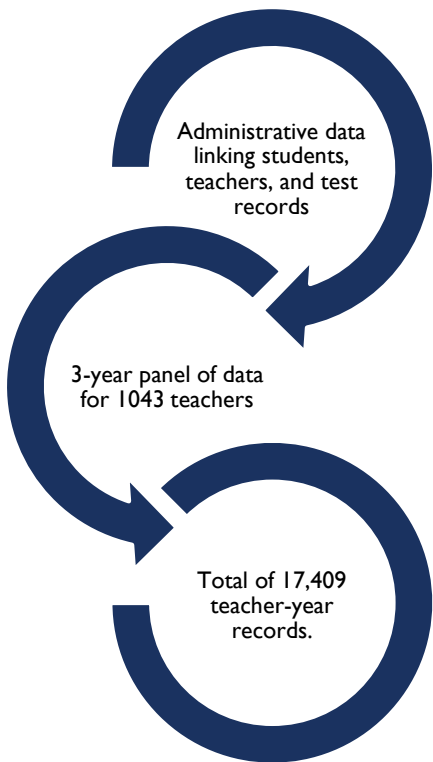 Administrative data
linking students,
teachers, and test
records
3-year panel of data
for 1043 teachers
Total of 17,409
teacher-year
records.